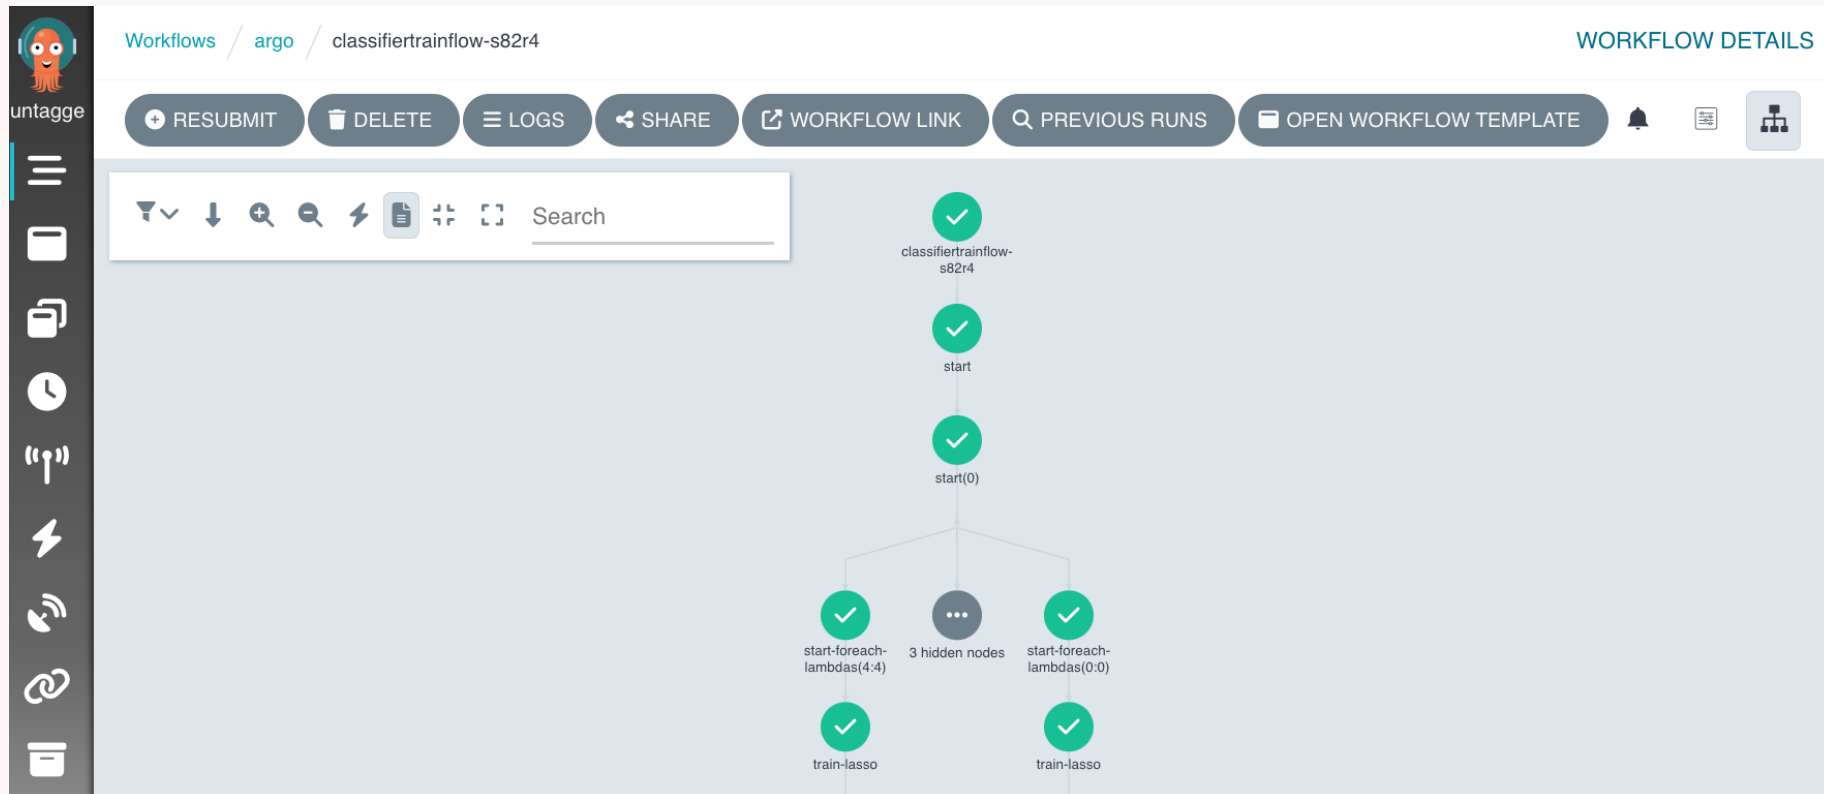 Workflows / argo / classifiertrainflow-s82r4
WORKFLOW DETAILS
untagge
RESUBMIT
DELETE
LOGS
SHARE
WORKFLOW LINK
PREVIOUS RUNS
OPEN WORKFLOW TEMPLATE
Search
classifiertrainflow-
s82r4
start
start(0)
start-foreach-
lambdas(4:4)
3 hidden nodes
start-foreach-
lambdas(0:0)
train-lasso
train-lasso